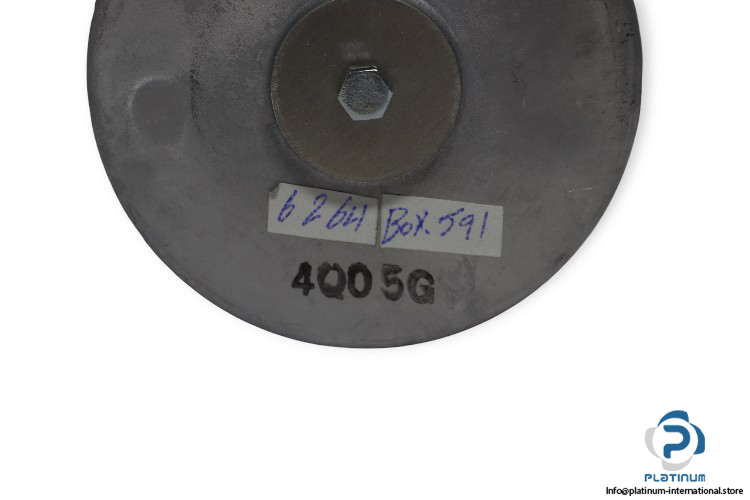 6264 BOX.591
4Q05G
PLATINUM
Info@platinum-international.store